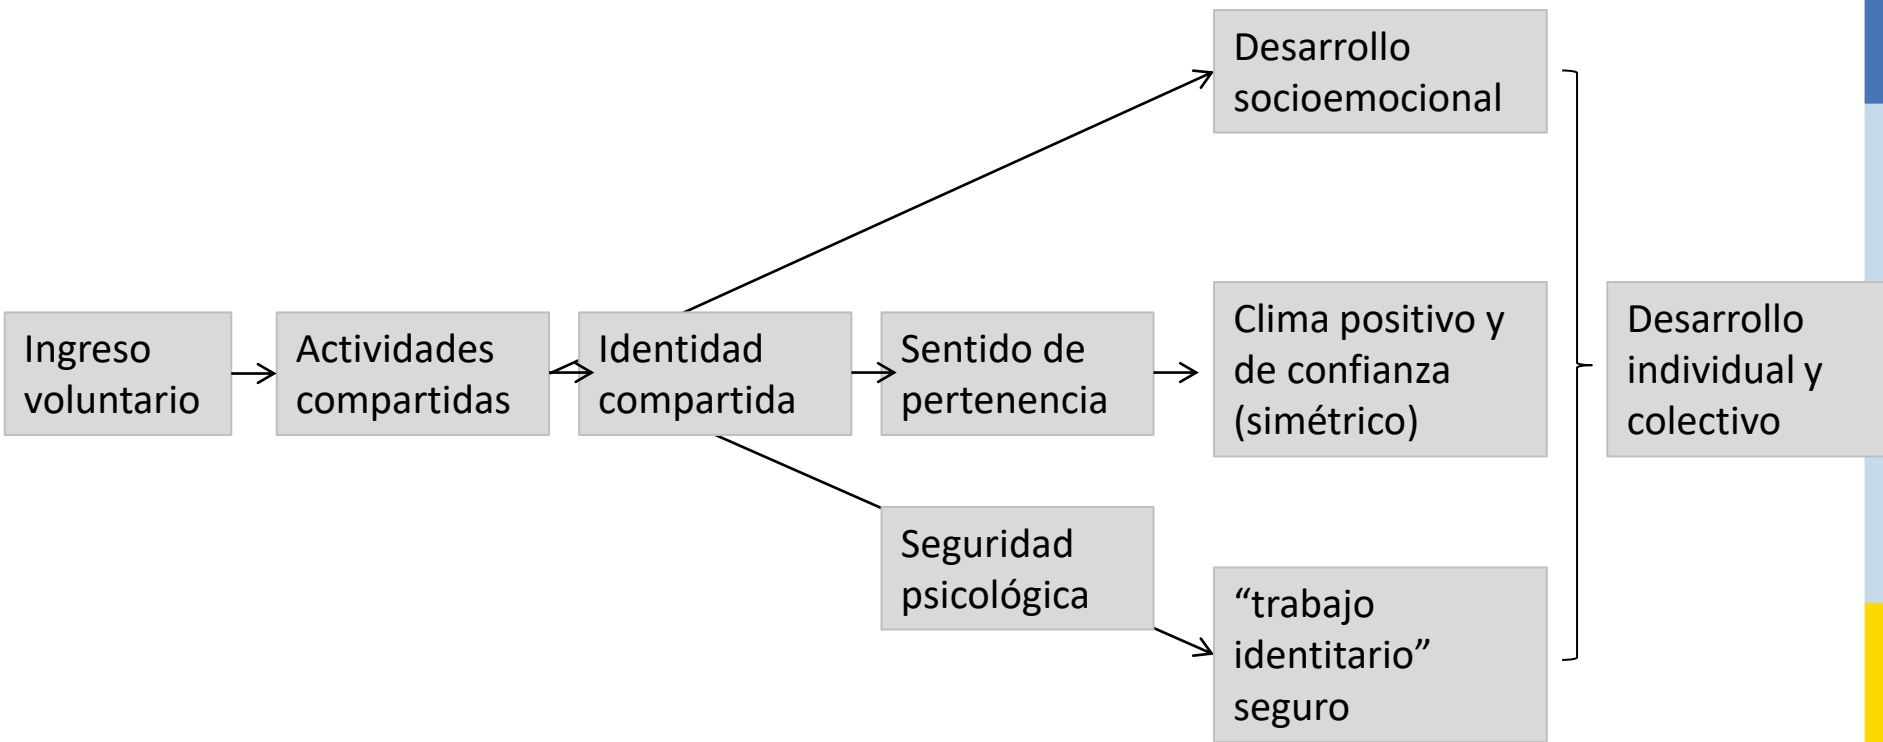 Desarrollo
socioemocional
Ingreso
voluntario
Actividades
compartidas
Identidad
compartida
Sentido de
pertenencia
Clima positivo y
de confianza
(simétrico)
Desarrollo
individual y
colectivo
Seguridad
psicológica
“trabajo
identitario”
seguro